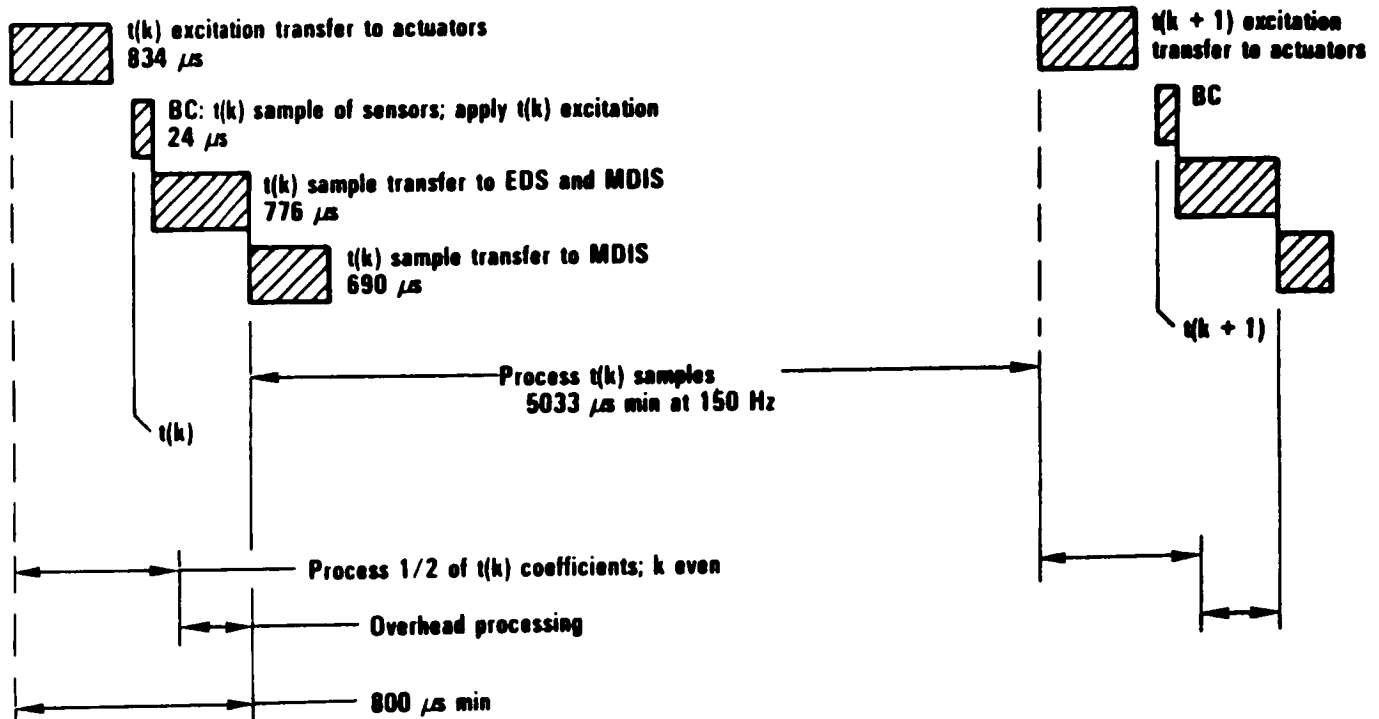 t(k) excitation transfer to actuators
834 μs
BC: t(k) sample of sensors; apply t(k) excitation
24 μs
t(k) sample transfer to EDS and MDIS
776 μs
t(k) sample transfer to MDIS
690 μs
t(k + 1) excitation
transfer to actuators
BC
t(k + 1)
Process t(k) samples
5033 μs min at 150 Hz
t(k)
Process 1/2 of t(k) coefficients; k even
Overhead processing
800 μs min